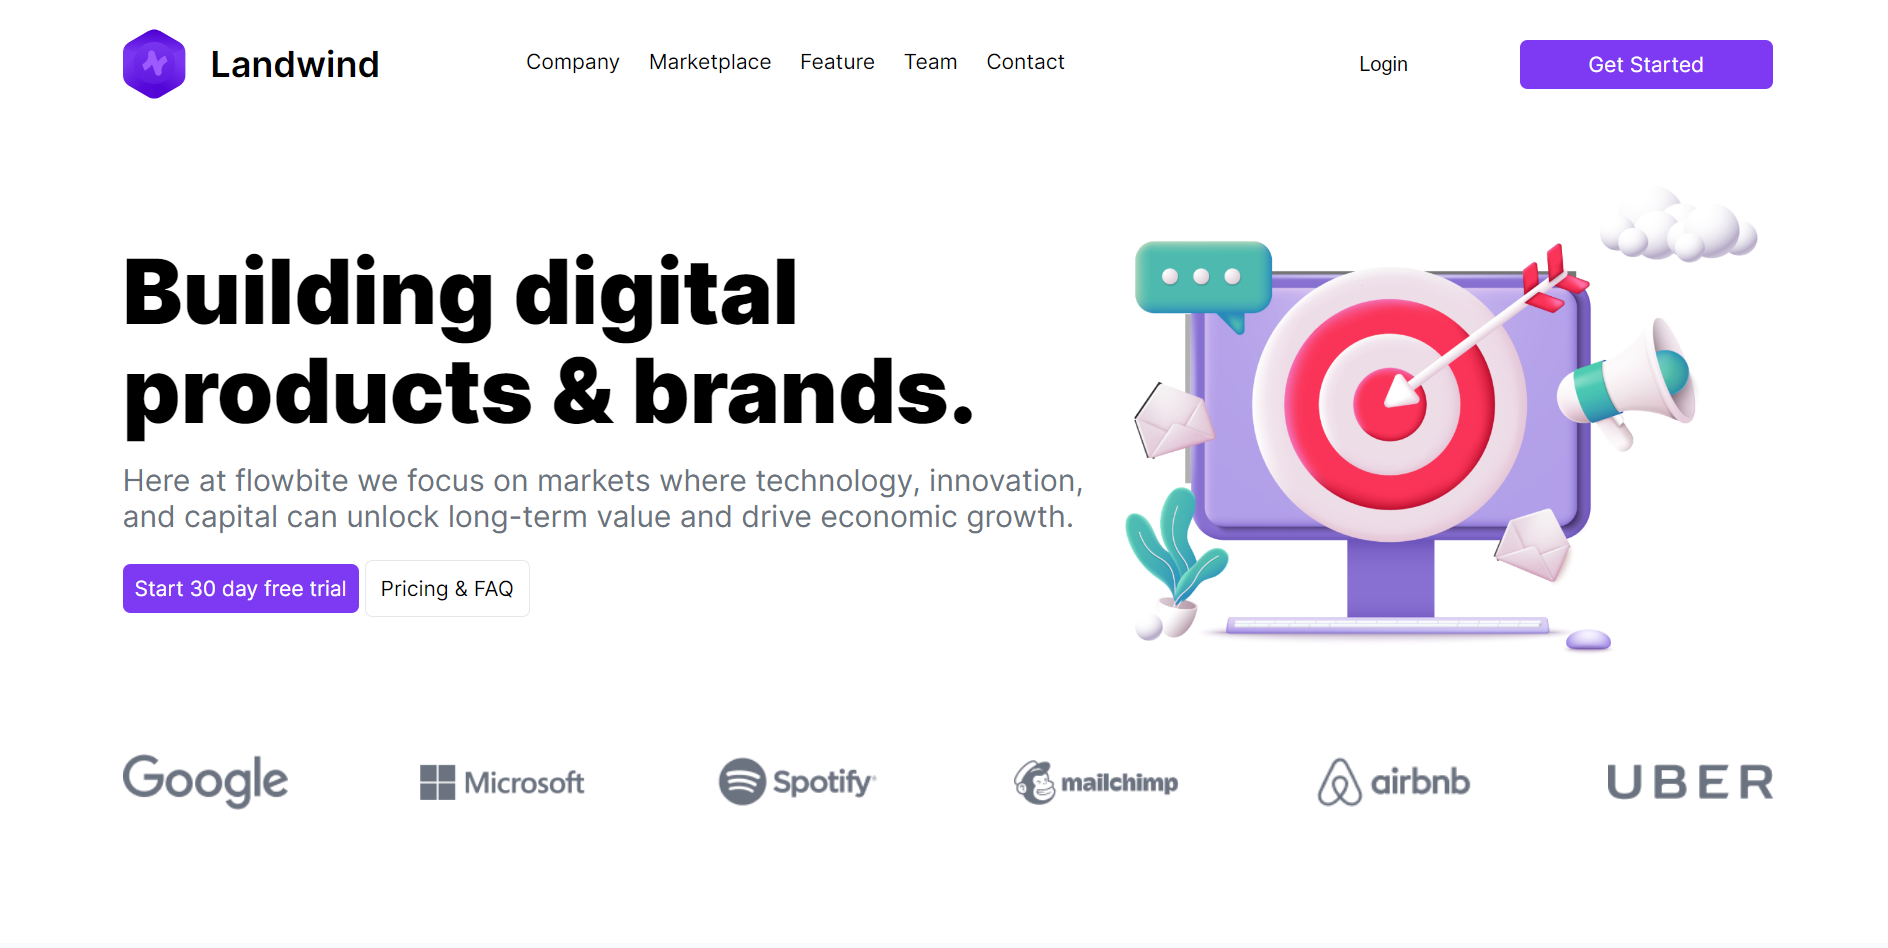 Landwind
Company Marketplace Feature Team Contact
Login
Get Started
Building digital
products & brands.
Here at flowbite we focus on markets where technology, innovation,
and capital can unlock long-term value and drive economic growth.
Start 30 day free trial
Pricing & FAQ
Google
Microsoft
Spotify
mailchimp
airbnb
UBER